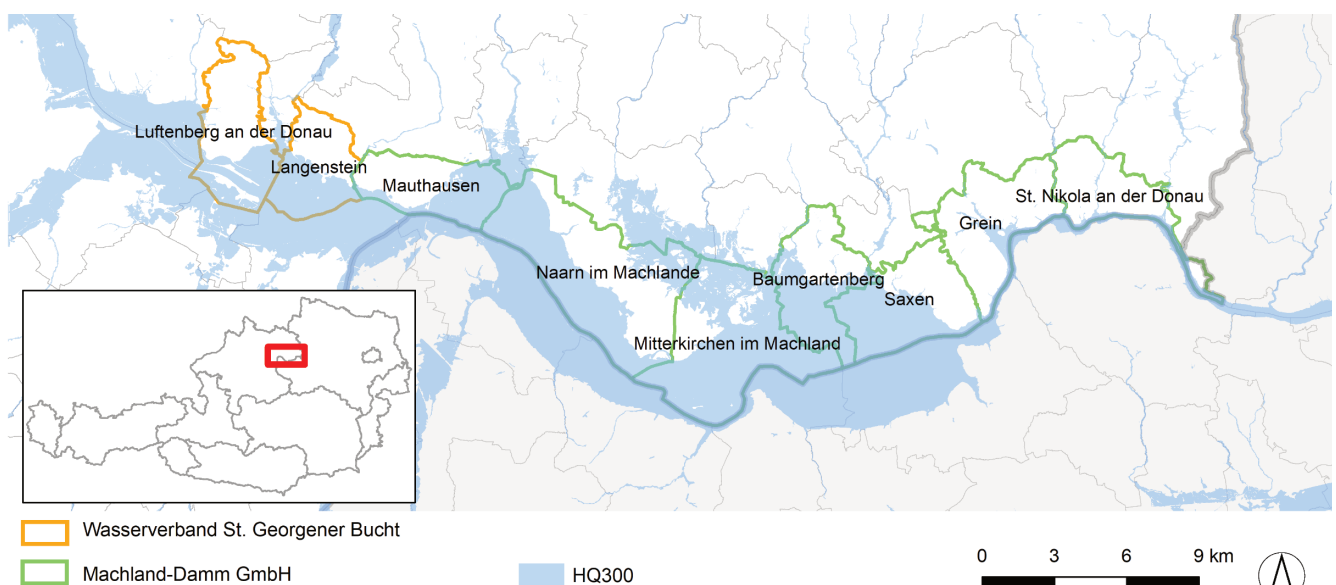 Luftenberg an der Donau
Langenstein
Mauthausen
St. Nikola an der Donau
Grein
Naarn im Machlande
Baumgartenberg
Saxen
Mitterkirchen im Machland
Wasserverband St. Georgener Bucht
Machland-Damm GmbH
HQ300
0 3 6 9 km